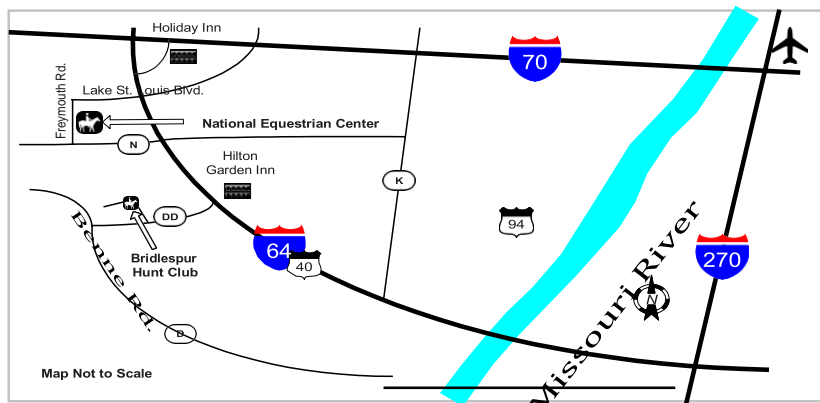 Holiday Inn
70
Freymouth Rd.
Lake St. Louis Blvd.
National Equestrian Center
N
Hilton
Garden Inn
K
DD
94
Benne Rd.
Bridlespur
Hunt Club
64
40
270
Missouri River
N
D
Map Not to Scale